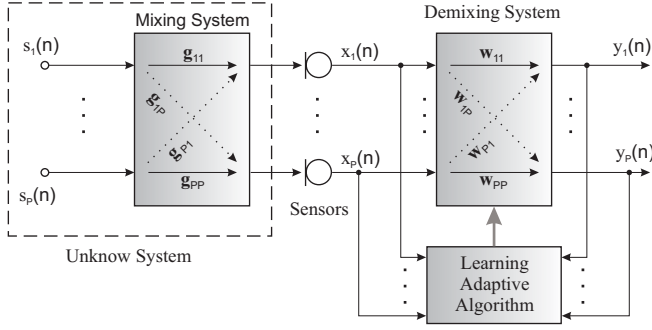 Mixing System
Demixing System
s₁(n)
g₁₁
x₁(n)
w₁₁
y₁(n)
g₁P
w₁P
gP₁
wP₁
sP(n)
gPP
xP(n)
wPP
yP(n)
Sensors
Unknow System
Learning
Adaptive
Algorithm